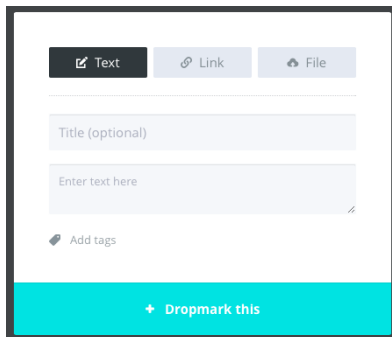 Text Link File
Title (optional)
Enter text here
Add tags
Dropmark this